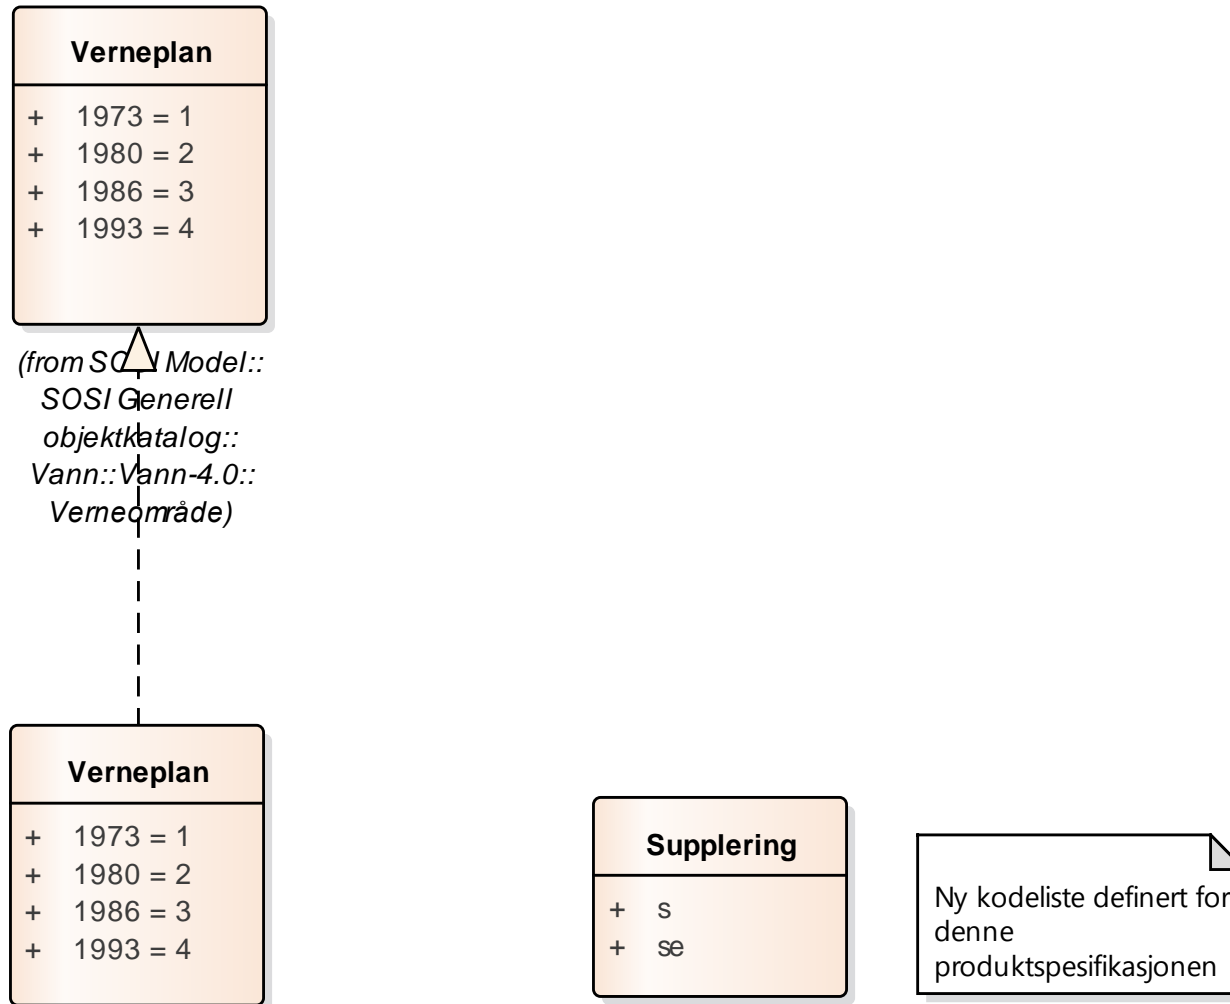 Verneplan
+ 1973 = 1
+ 1980 = 2
+ 1986 = 3
+ 1993 = 4
(from SOSI Model::
SOSI Generell
objektkatalog::
Vann::Vann-4.0::
Verneområde)
Verneplan
+ 1973 = 1
+ 1980 = 2
+ 1986 = 3
+ 1993 = 4
Supplering
+ s
+ se
Ny kodeliste definert for
denne
produktspesifikasjonen